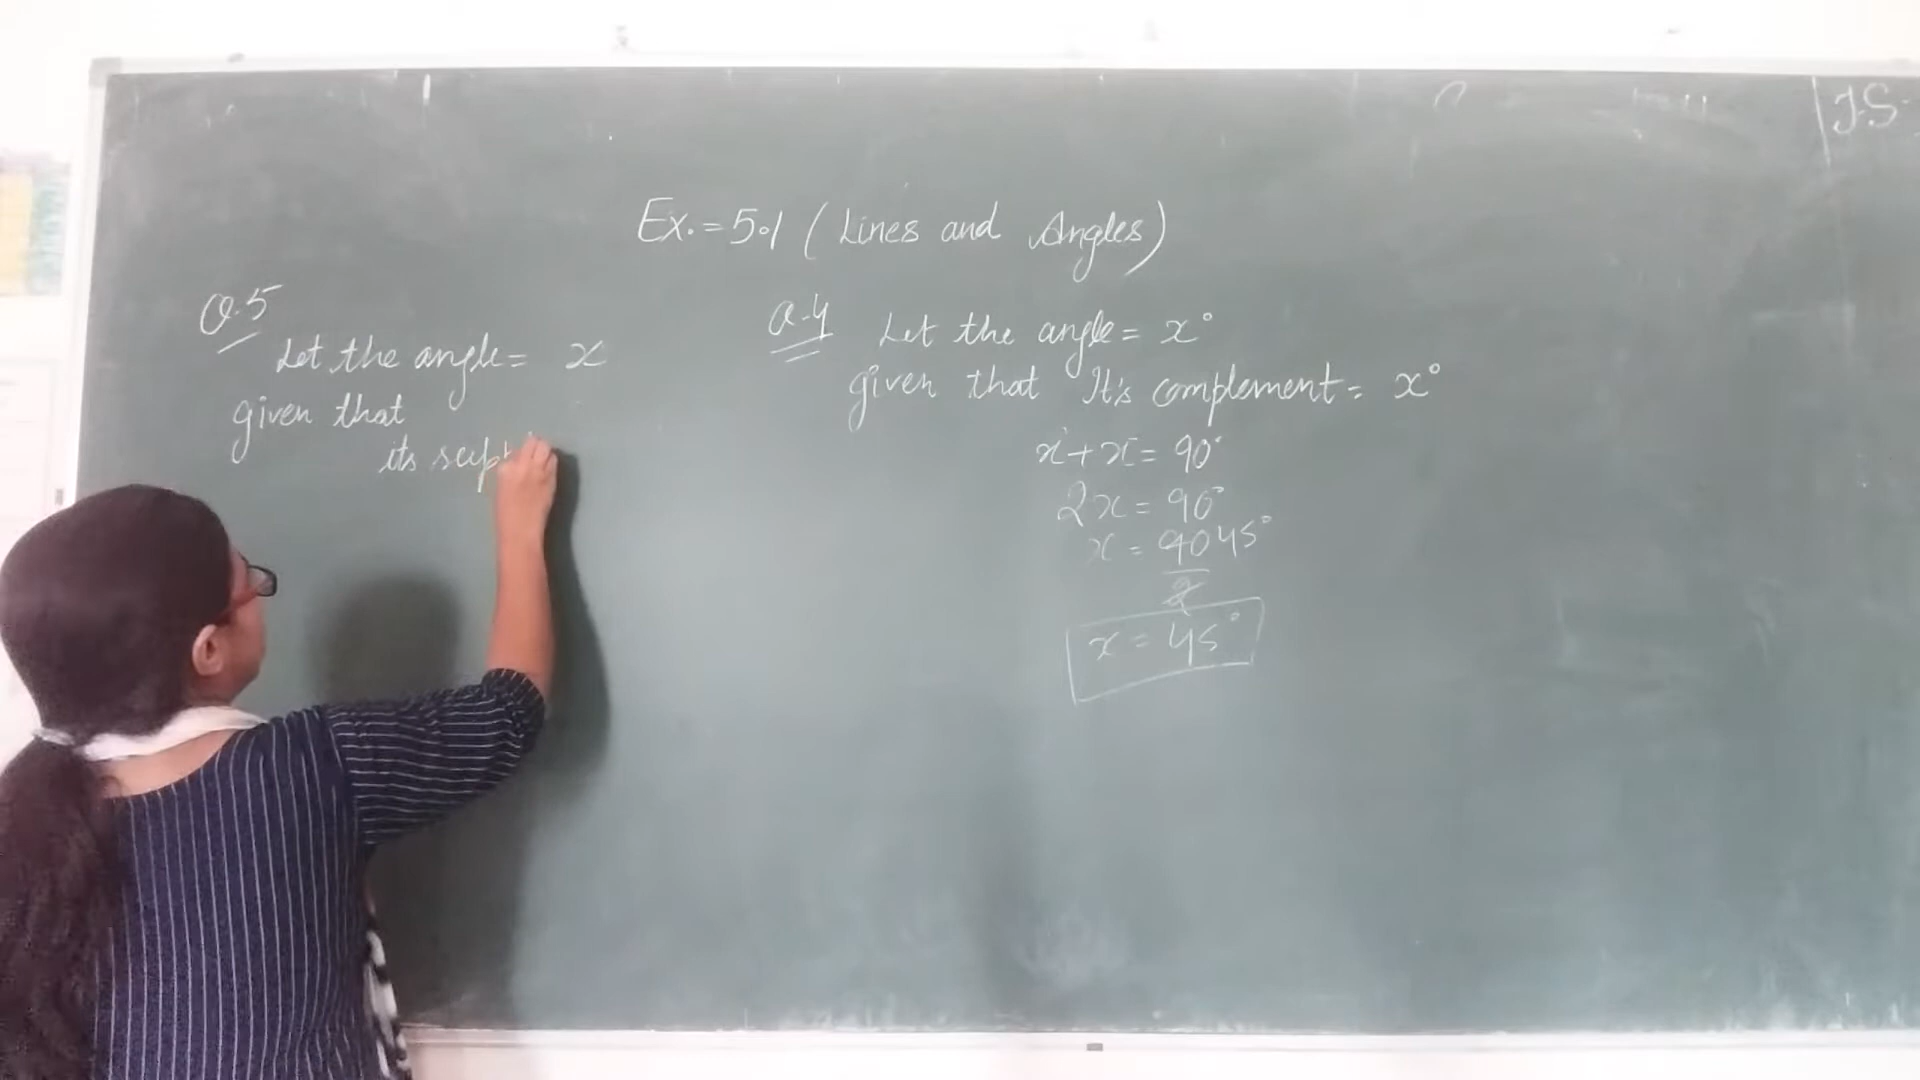 J.S.
Ex. = 5.1 (Lines and Angles)
Q.5
Let the angle = x
given that
its supp
Q.4 Let the angle = x°
given that It's complement = x°
x + x = 90°
2x = 90°
x = 90 45°
2
x = 45°